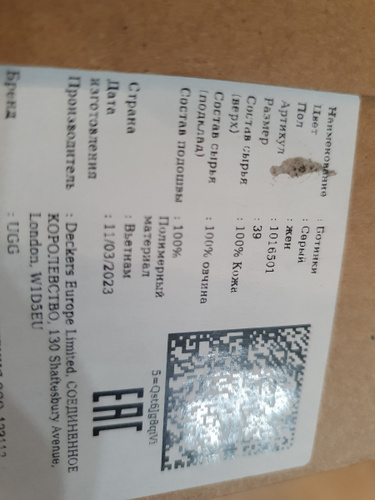 Наименование : Ботинки
Цвет : Серый
Пол : жен
Артикул : 1016501
Размер : 39
Состав сырья : 100% Кожа
(верх)
Состав сырья : 100% овчина
(подклад)
Состав подошвы : 100%
Полимерный
материал
Страна : Вьетнам
Дата : 11/03/2023
изготовления
Производитель : Deckers Europe Limited, СОЕДИНЕННОЕ
КОРОЛЕВСТВО, 130 Shaftesbury Avenue,
London, W1D5EU
Бренд : UGG
EAC